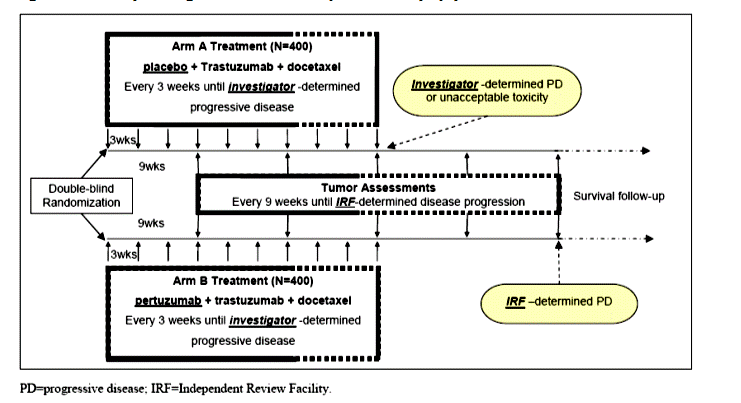 Arm A Treatment (N=400)
placebo + Trastuzumab + docetaxel
Every 3 weeks until investigator -determined
progressive disease
Investigator -determined PD
or unacceptable toxicity
3wks
9wks
Double-blind
Randomization
Tumor Assessments
Every 9 weeks until IRF-determined disease progression
Survival follow-up
9wks
3wks
Arm B Treatment (N=400)
pertuzumab + trastuzumab + docetaxel
Every 3 weeks until investigator -determined
progressive disease
IRF –determined PD
PD=progressive disease; IRF=Independent Review Facility.